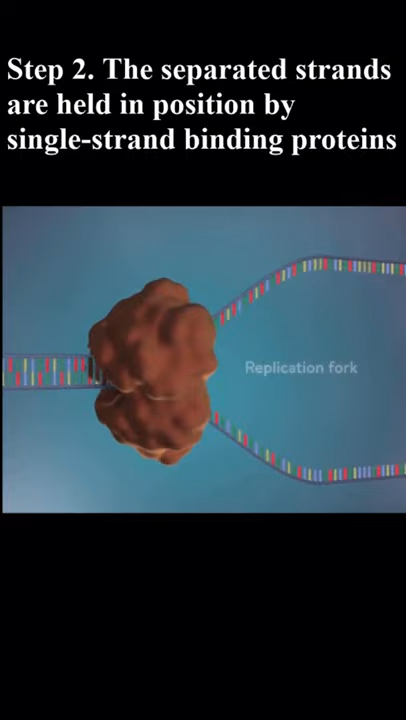 Step 2. The separated strands
are held in position by
single-strand binding proteins
Replication fork